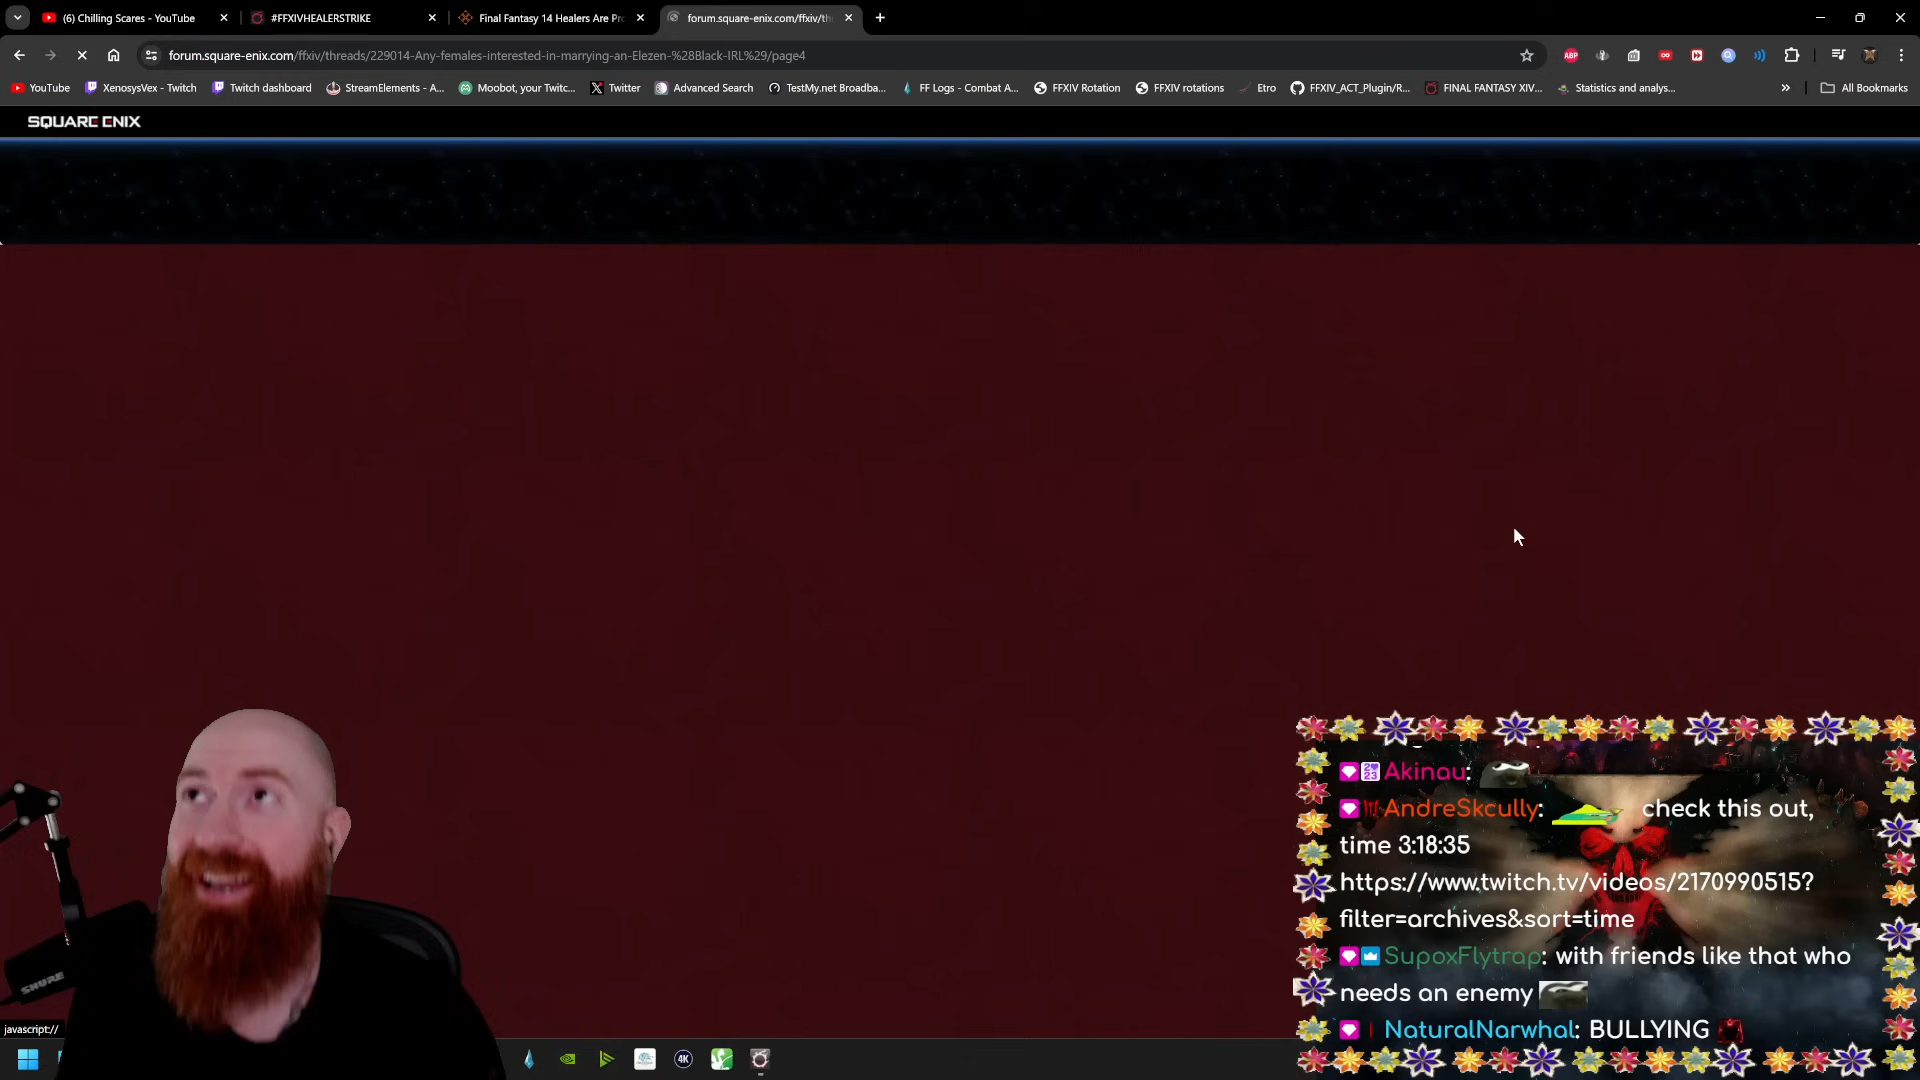 (6) Chilling Scares - YouTube
#FFXIVHEALERSTRIKE
Final Fantasy 14 Healers Are Pr
forum.square-enix.com/ffxiv/th
forum.square-enix.com/ffxiv/threads/229014-Any-females-interested-in-marrying-an-Elezen-%28Black-IRL%29/page4
ABP
YouTube
XenosysVex - Twitch
Twitch dashboard
StreamElements - A...
Moobot, your Twitc...
Twitter
Advanced Search
TestMy.net Broadba...
FF Logs - Combat A...
FFXIV Rotation
FFXIV rotations
Etro
FFXIV_ACT_Plugin/R...
FINAL FANTASY XIV...
Statistics and analys...
»
All Bookmarks
SQUARE ENIX
Akinau:
AndreSkcully: check this out,
time 3:18:35
https://www.twitch.tv/videos/2170990515?
filter=archives&sort=time
SupoxFlytrap: with friends like that who
needs an enemy
NaturalNarwhal: BULLYING
SHURE
javascript://
4K